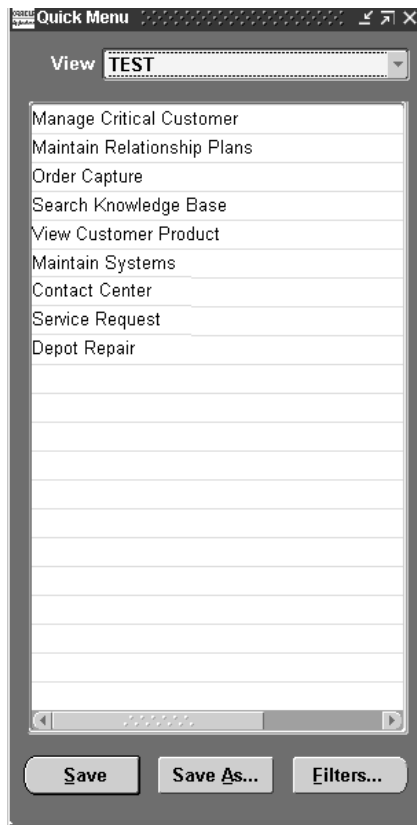 Quick Menu
View TEST
Manage Critical Customer
Maintain Relationship Plans
Order Capture
Search Knowledge Base
View Customer Product
Maintain Systems
Contact Center
Service Request
Depot Repair
Save Save As... Filters...